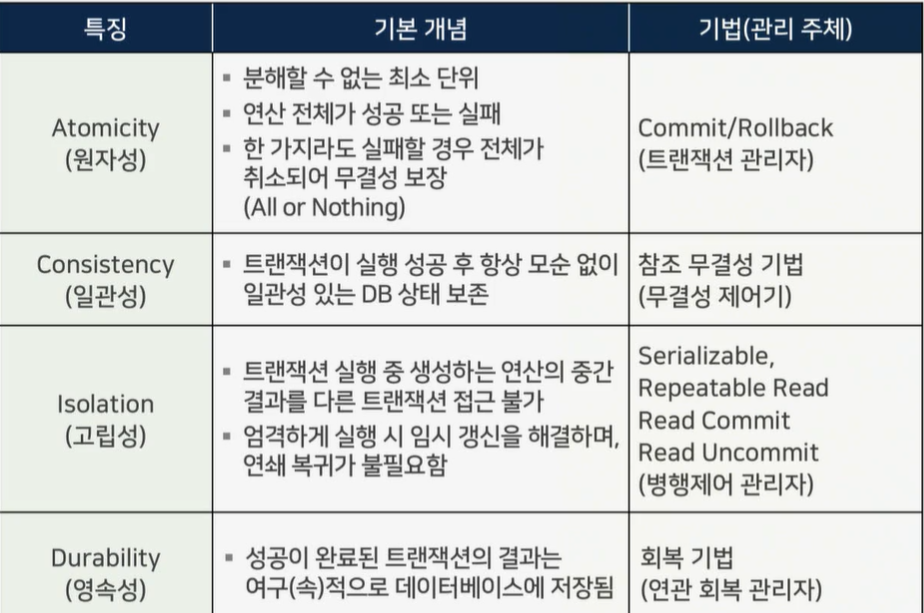 특징
기본 개념
기법(관리 주체)
Atomicity
(원자성)
▪ 분해할 수 없는 최소 단위
▪ 연산 전체가 성공 또는 실패
▪ 한 가지라도 실패할 경우 전체가
취소되어 무결성 보장
(All or Nothing)
Commit/Rollback
(트랜잭션 관리자)
Consistency
(일관성)
▪ 트랜잭션이 실행 성공 후 항상 모순 없이
일관성 있는 DB 상태 보존
참조 무결성 기법
(무결성 제어기)
Isolation
(고립성)
▪ 트랜잭션 실행 중 생성하는 연산의 중간
결과를 다른 트랜잭션 접근 불가
▪ 엄격하게 실행 시 임시 갱신을 해결하며,
연쇄 복귀가 불필요함
Serializable,
Repeatable Read
Read Commit
Read Uncommit
(병행제어 관리자)
Durability
(영속성)
▪ 성공이 완료된 트랜잭션의 결과는
여구(속)적으로 데이터베이스에 저장됨
회복 기법
(연관 회복 관리자)